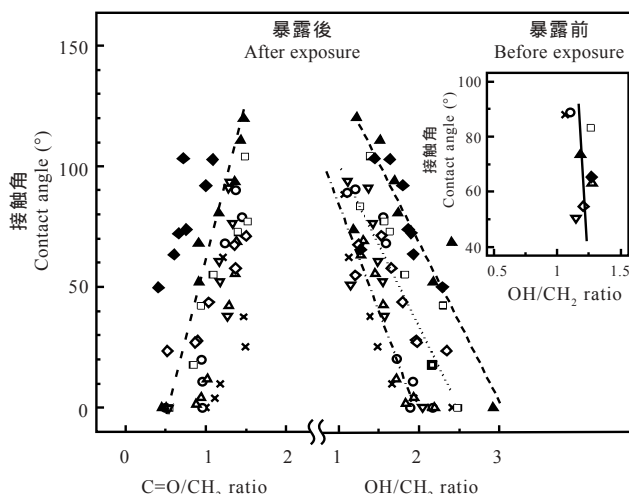 暴露後
After exposure
暴露前
Before exposure
接触角
Contact angle (°)
150
100
50
0
0
1
2
1
2
3
C=O/CH₂ ratio
OH/CH₂ ratio
接触角
Contact angle (°)
100
80
60
40
0.5
1
1.5
OH/CH₂ ratio